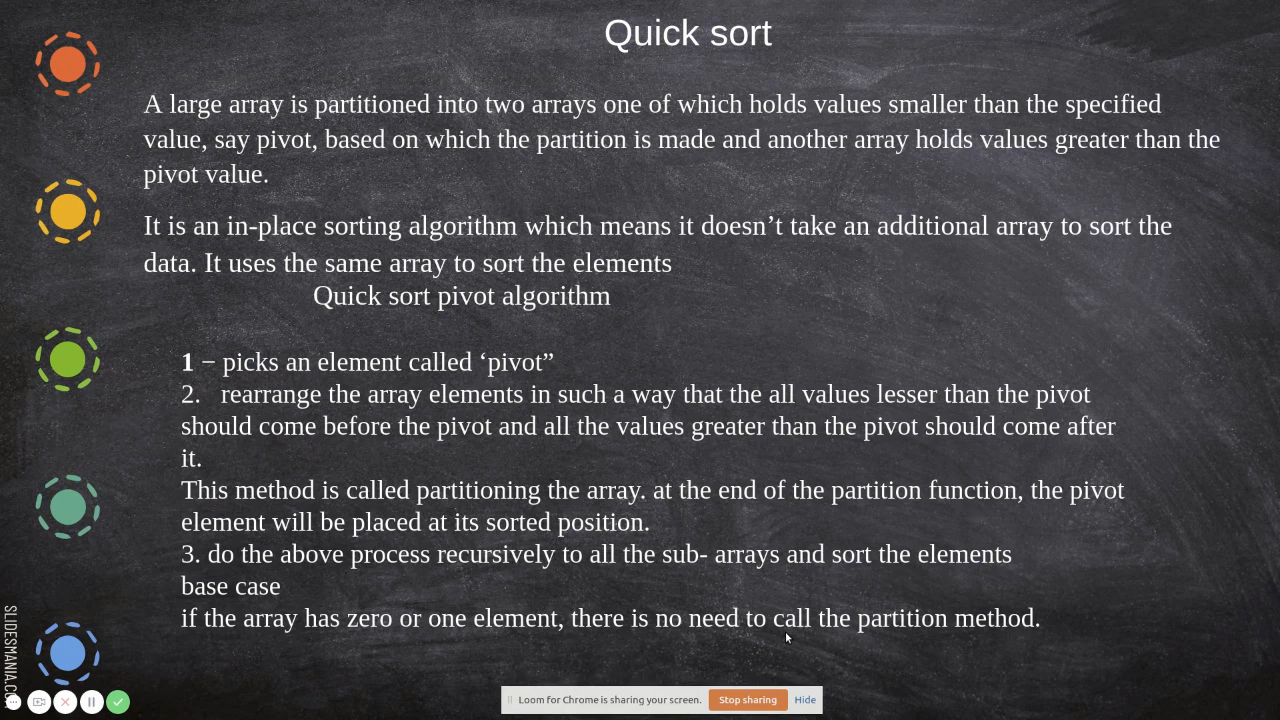 Quick sort
A large array is partitioned into two arrays one of which holds values smaller than the specified
value, say pivot, based on which the partition is made and another array holds values greater than the
pivot value.
It is an in-place sorting algorithm which means it doesn’t take an additional array to sort the
data. It uses the same array to sort the elements
Quick sort pivot algorithm
1 − picks an element called ‘pivot”
2.   rearrange the array elements in such a way that the all values lesser than the pivot
should come before the pivot and all the values greater than the pivot should come after
it.
This method is called partitioning the array. at the end of the partition function, the pivot
element will be placed at its sorted position.
3. do the above process recursively to all the sub- arrays and sort the elements
base case
if the array has zero or one element, there is no need to call the partition method.
Loom for Chrome is sharing your screen. Stop sharing Hide